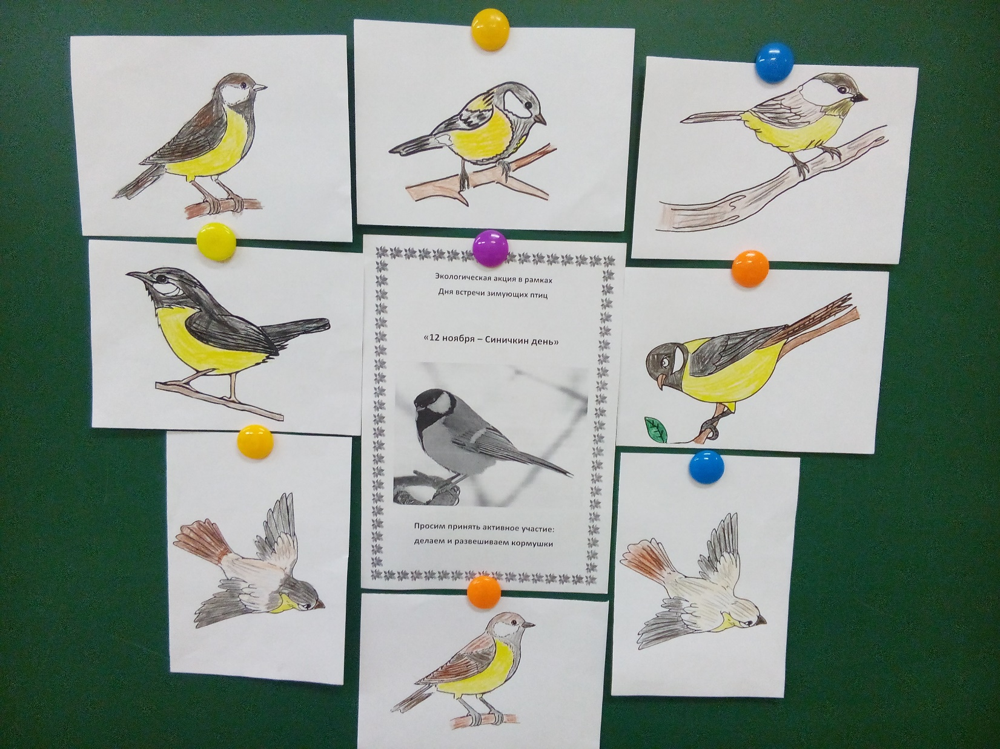 Экологическая акция в рамках
Дня встречи зимующих птиц
«12 ноября – Синичкин день»
Просим принять активное участие:
делаем и развешиваем кормушки